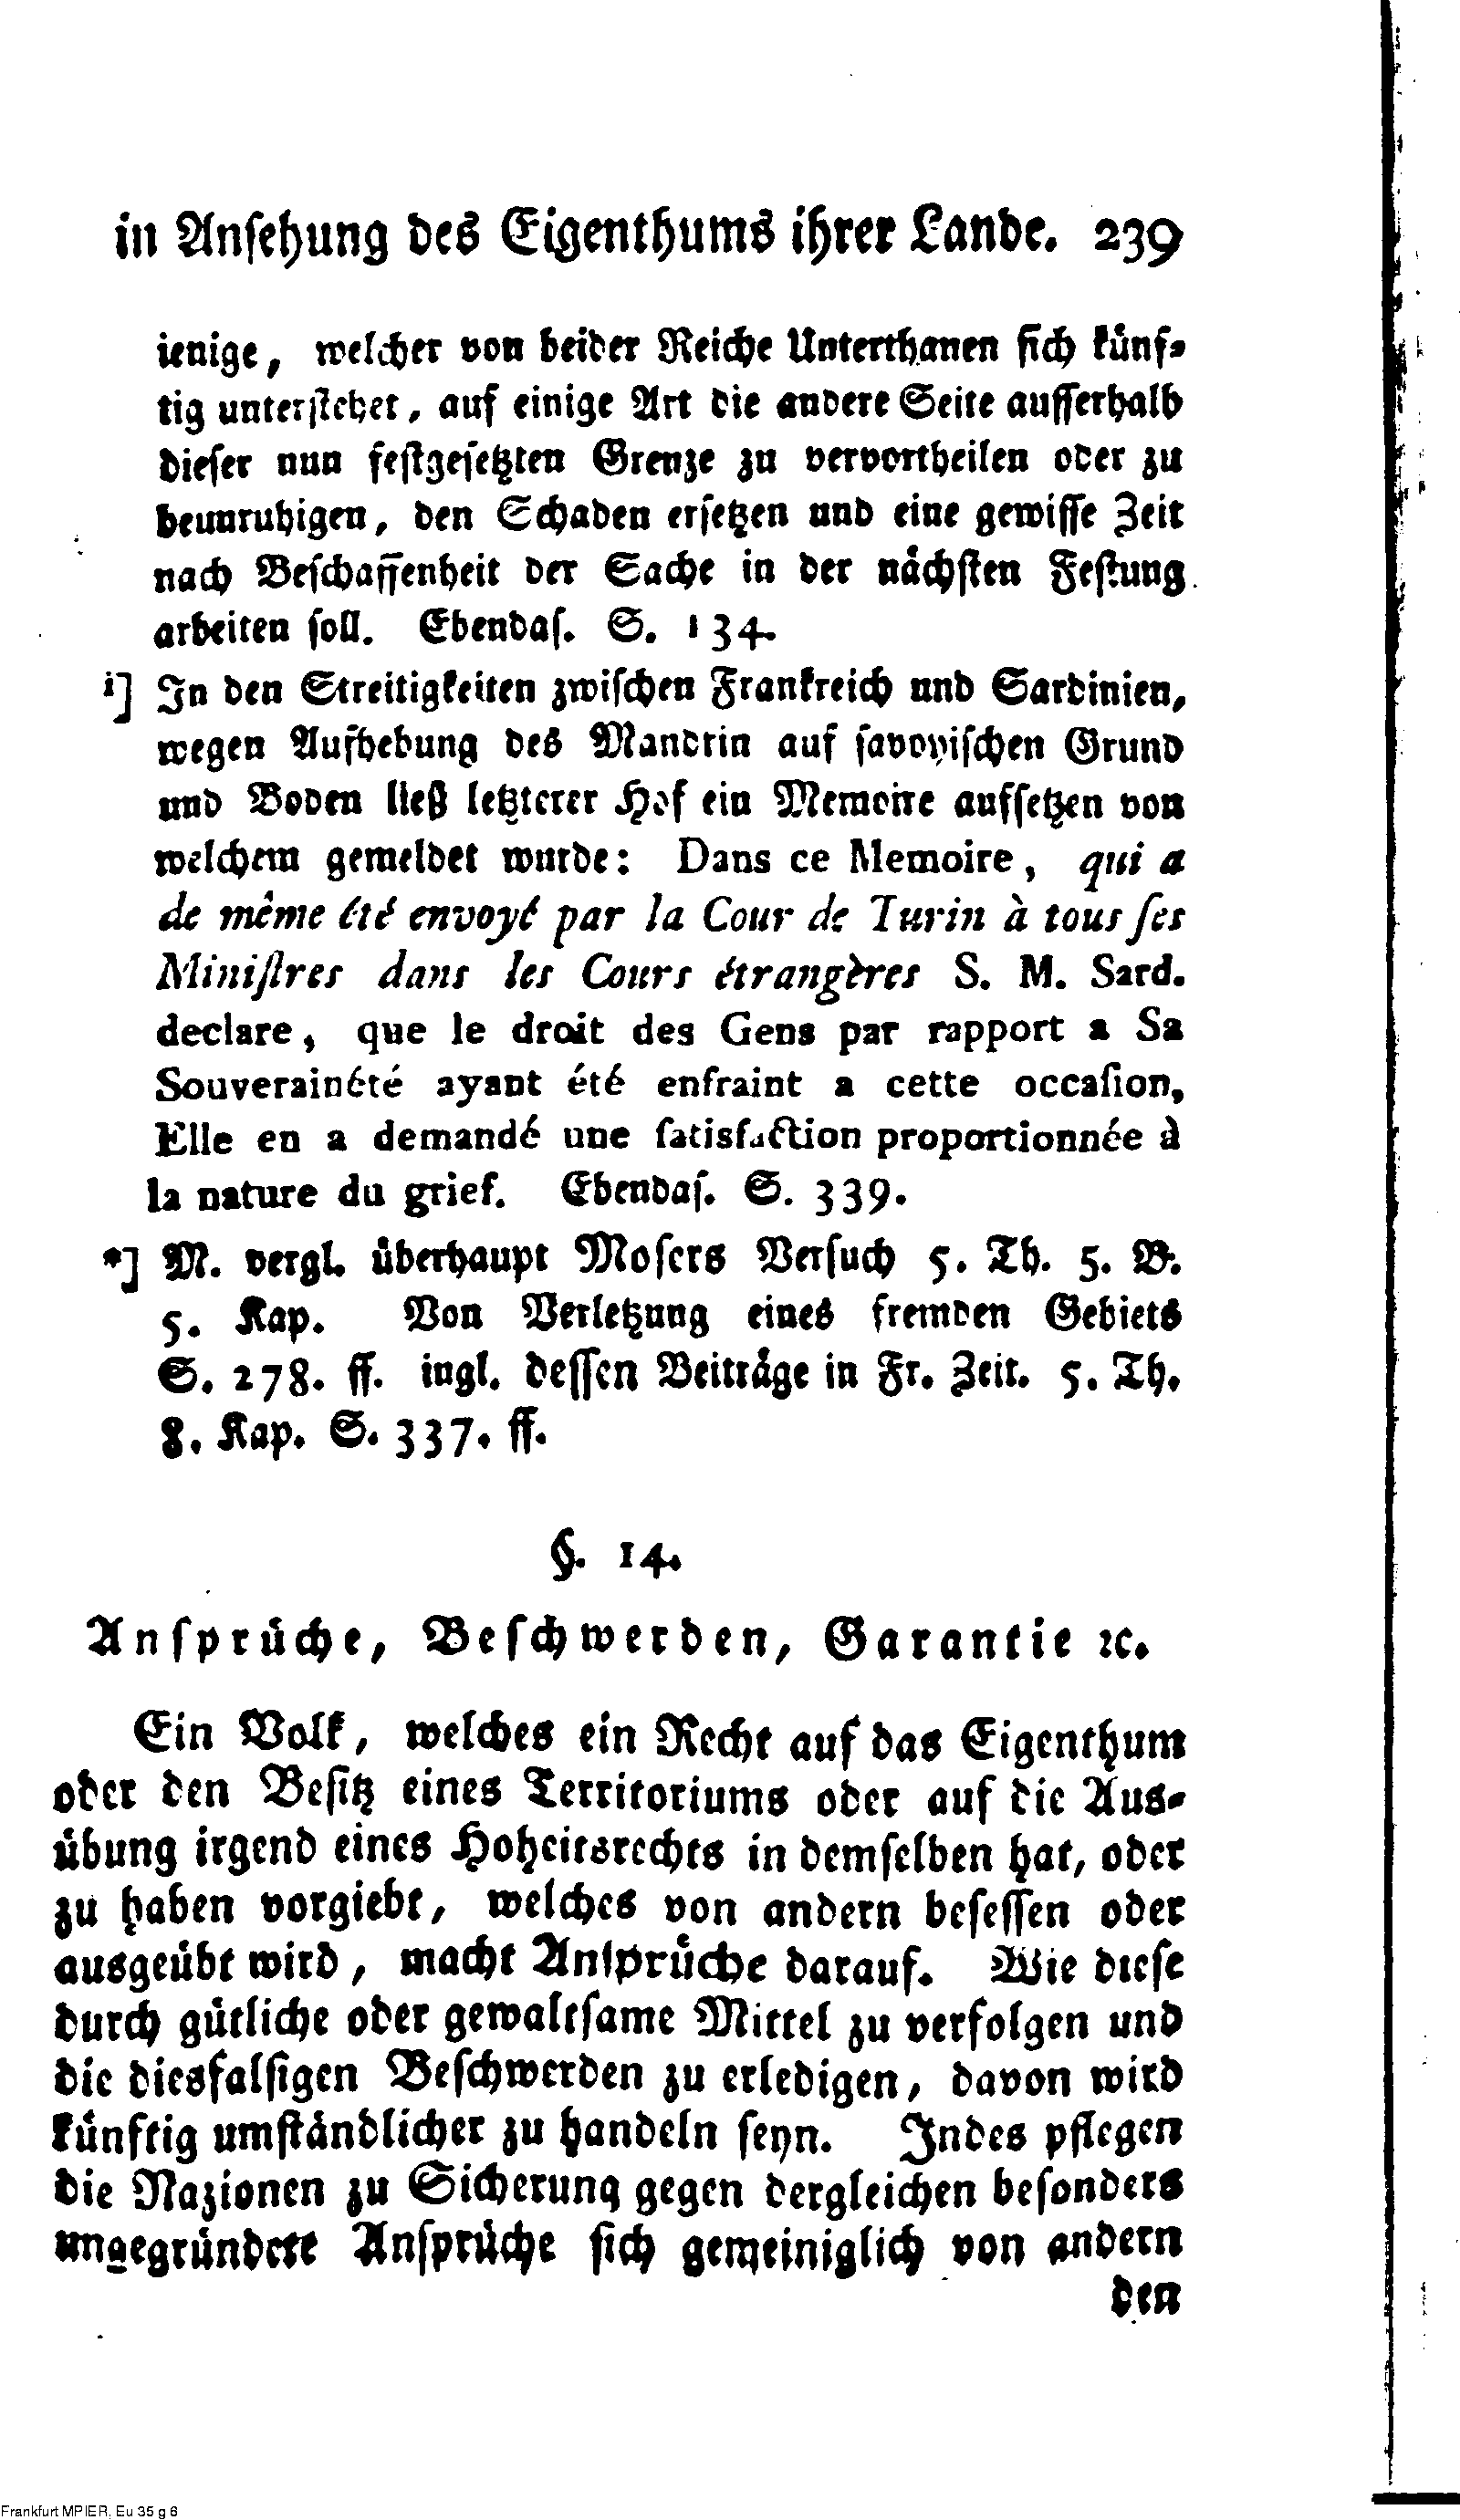 in Ansehung des Eigenthums ihrer Lande. 239
ienige, welcher von beider Reiche Unterthanen sich künf-
tig unterstehet, auf einige Art die andere Seite ausserhalb
dieser nun festgesetzten Grenze zu vervortheilen oder zu
beunruhigen, den Schaden ersetzen und eine gewisse Zeit
nach Beschaffenheit der Sache in der nächsten Festung
arbeiten soll. Ebendas. S. 134.
i] In den Streitigkeiten zwischen Frankreich und Sardinien,
wegen Aufhebung des Mandrin auf savoyischen Grund
und Boden ließ letzterer Hof ein Memoire aufsetzen von
welchem gemeldet wurde: Dans ce Memoire, qui a
de même été envoyé par la Cour de Turin à tous ses
Ministres dans les Cours étrangères S. M. Sard.
declare, que le droit des Gens par rapport a Sa
Souverainété ayant été enfraint a cette occasion,
Elle en a demandé une satisfaction proportionnée à
la nature du grief. Ebendas. S. 339.
*] M. vergl. überhaupt Mosers Versuch 5. Th. 5. B.
5. Kap. Von Verletzung eines fremden Gebiets
S. 278. ff. ingl. dessen Beiträge in Fr. Zeit. 5. Th.
8. Kap. S. 337. ff.
§. 14.
Ansprüche, Beschwerden, Garantie ꝛc.
Ein Volk, welches ein Recht auf das Eigenthum
oder den Besitz eines Territoriums oder auf die Aus-
übung irgend eines Hoheitsrechts in demselben hat, oder
zu haben vorgiebt, welches von andern besessen oder
ausgeübt wird, macht Ansprüche darauf. Wie diese
durch gütliche oder gewaltsame Mittel zu verfolgen und
die diesfalsigen Beschwerden zu erledigen, davon wird
künftig umständlicher zu handeln seyn. Indes pflegen
die Nazionen zu Sicherung gegen dergleichen besonders
ungegründete Ansprüche sich gemeiniglich von andern
den
Frankfurt MPIER, Eu 35 g 6